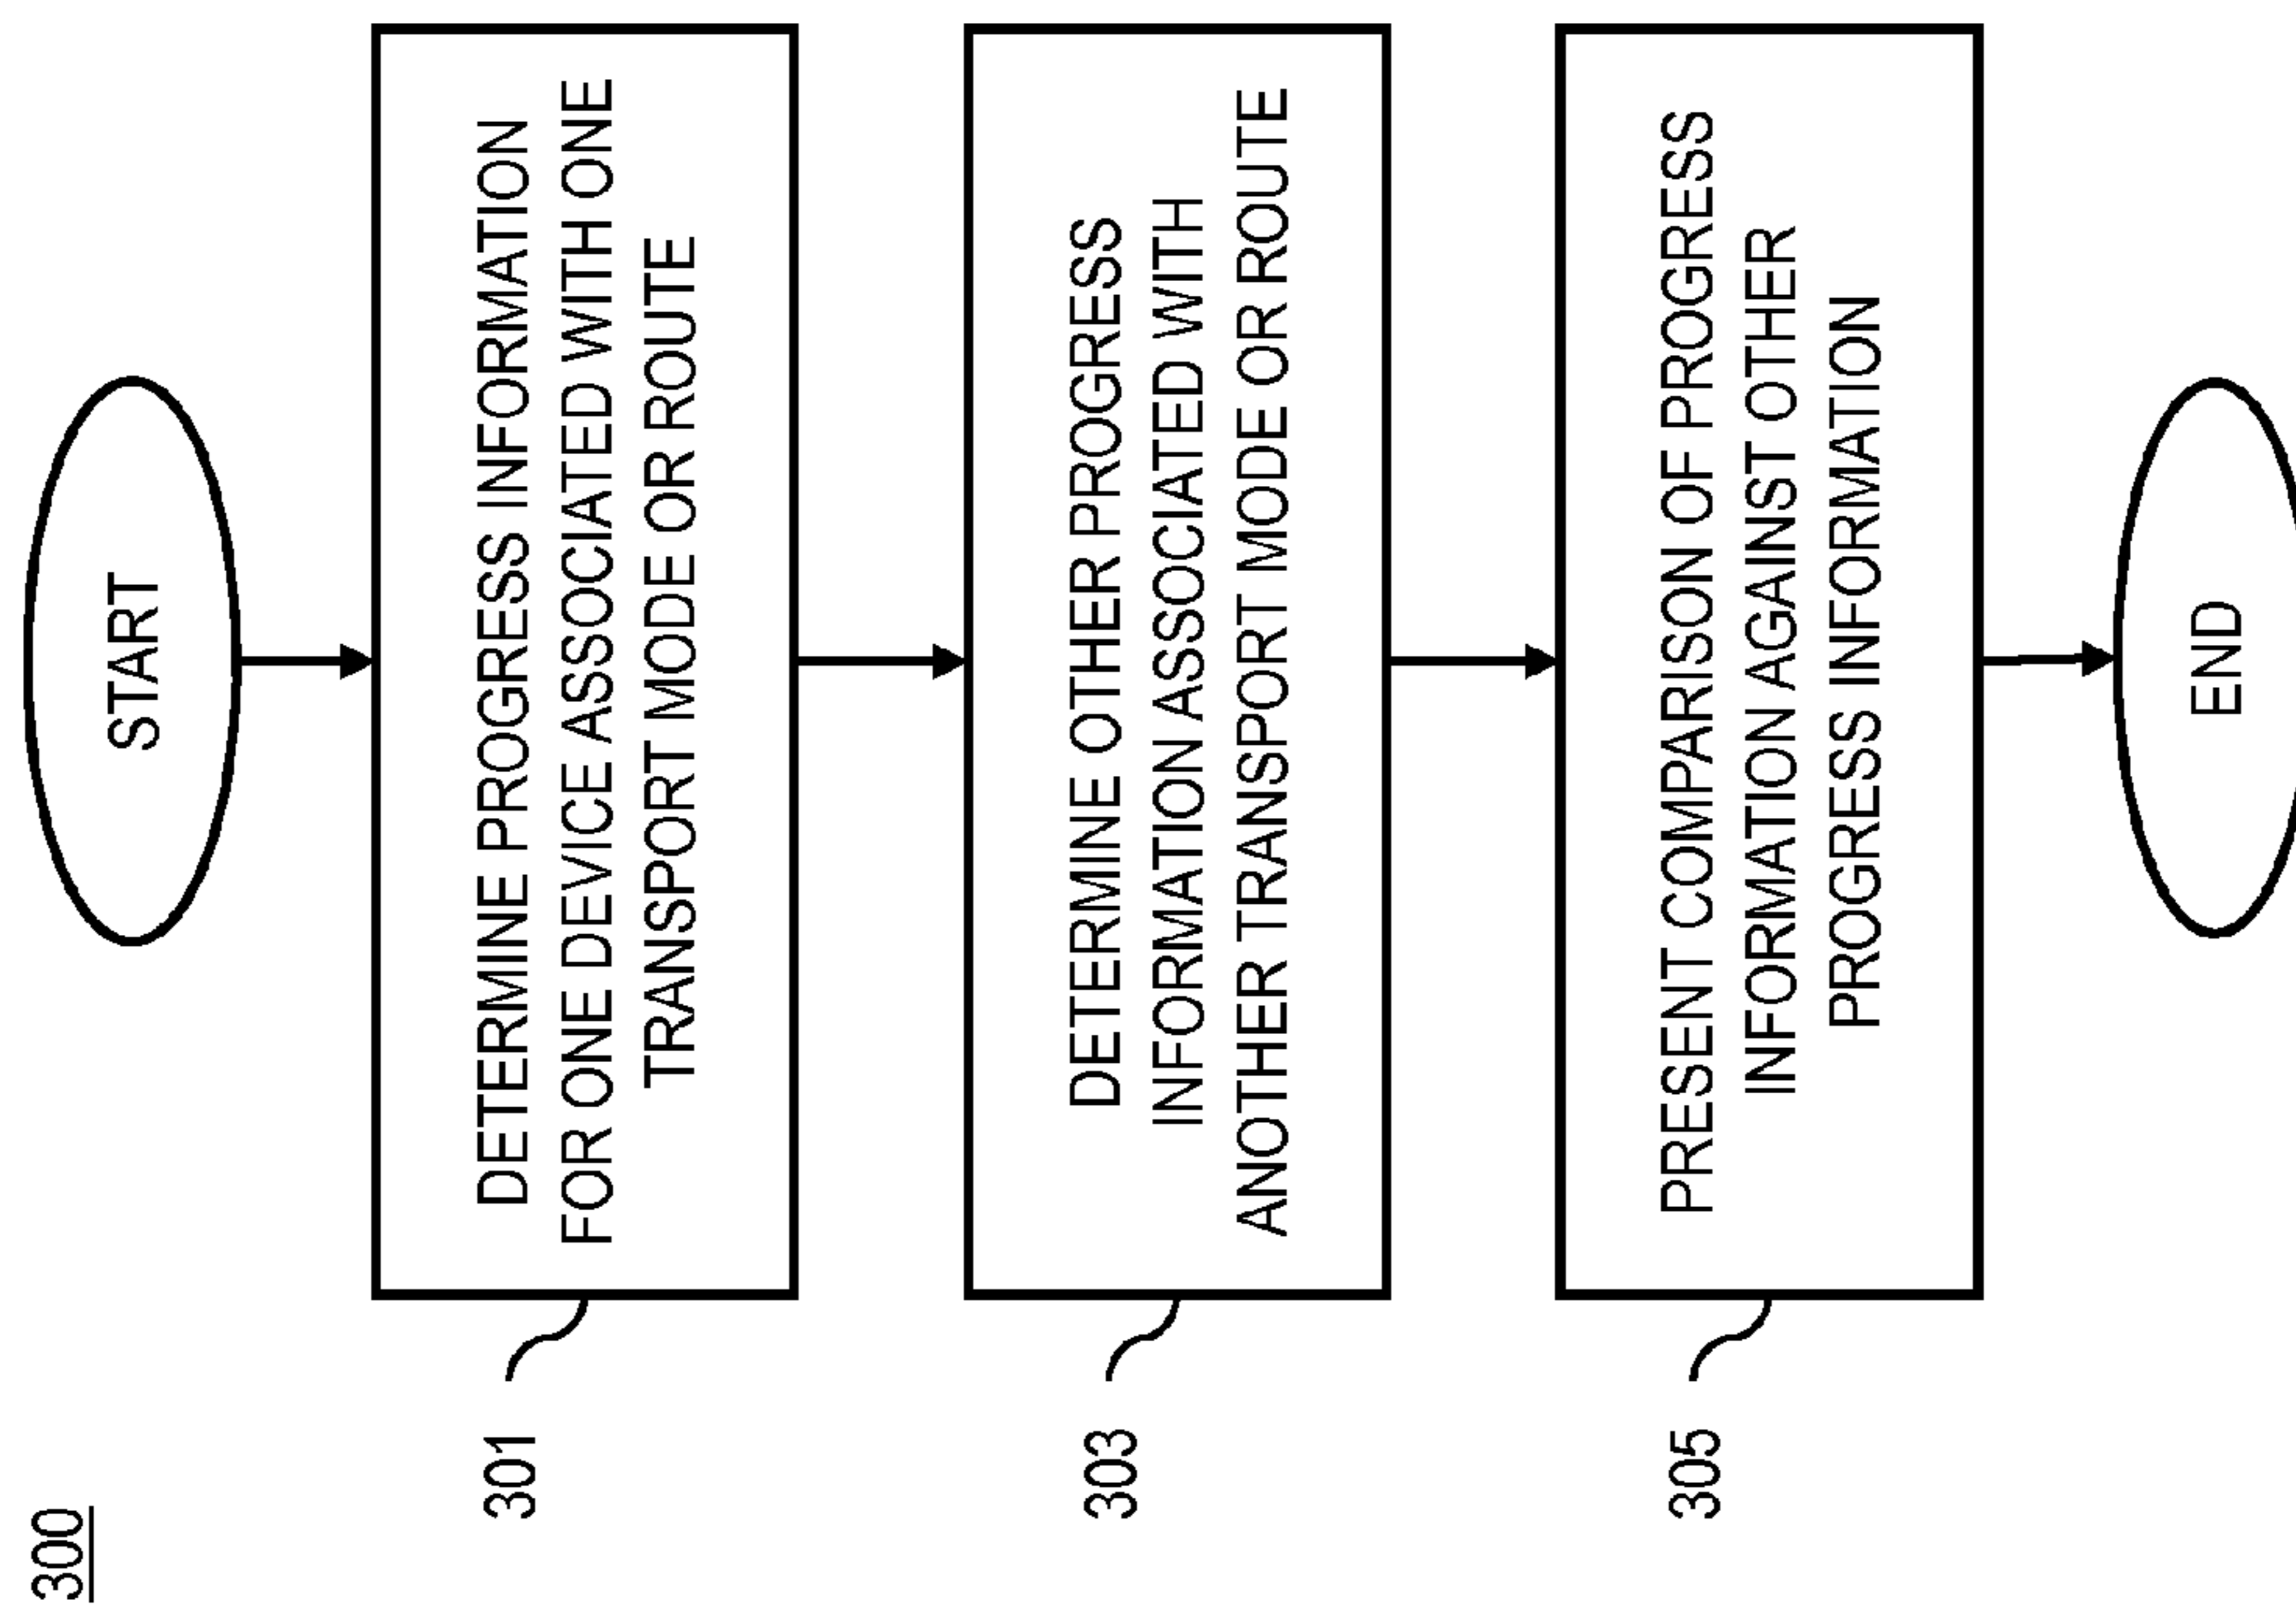 300
START
301
DETERMINE PROGRESS INFORMATION
FOR ONE DEVICE ASSOCIATED WITH ONE
TRANSPORT MODE OR ROUTE
303
DETERMINE OTHER PROGRESS
INFORMATION ASSOCIATED WITH
ANOTHER TRANSPORT MODE OR ROUTE
305
PRESENT COMPARISON OF PROGRESS
INFORMATION AGAINST OTHER
PROGRESS INFORMATION
END